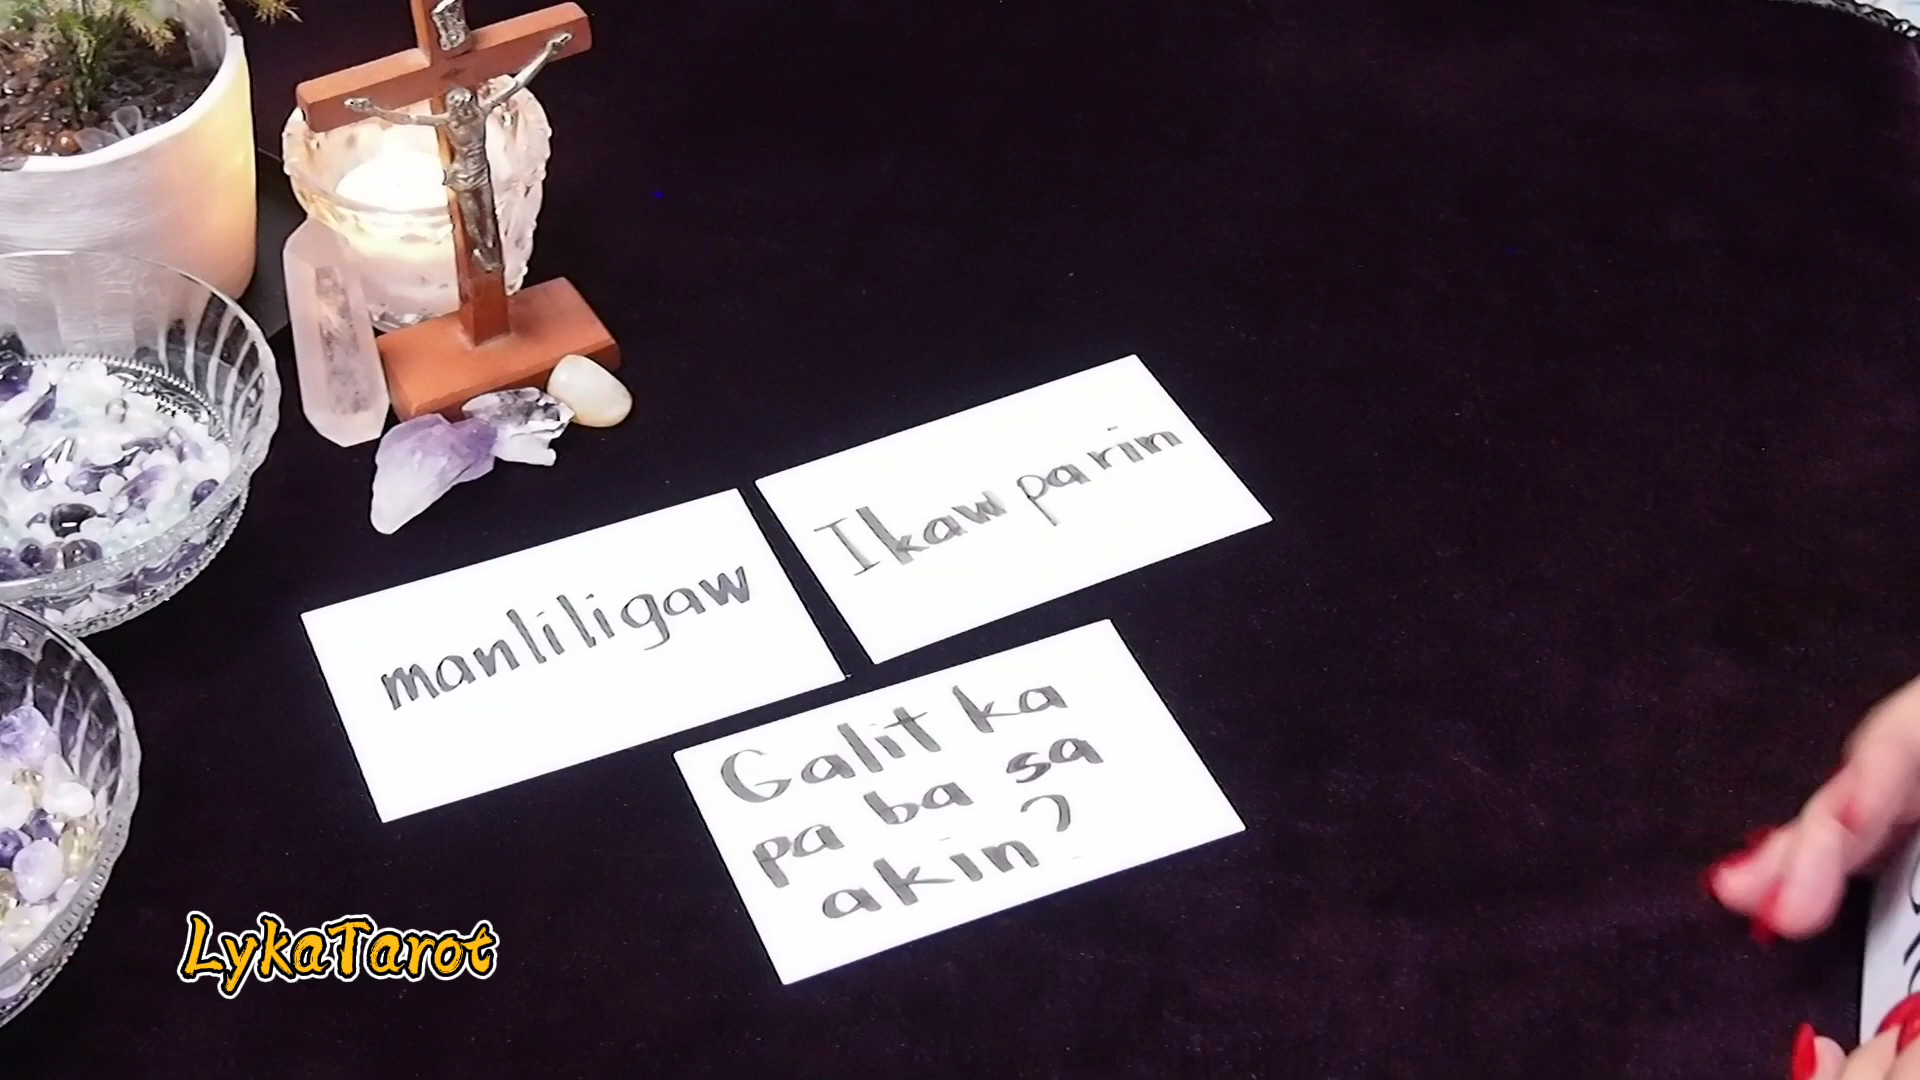 manliligaw
Ikaw parin
Galit ka
pa ba sa
akin?
LykaTarot